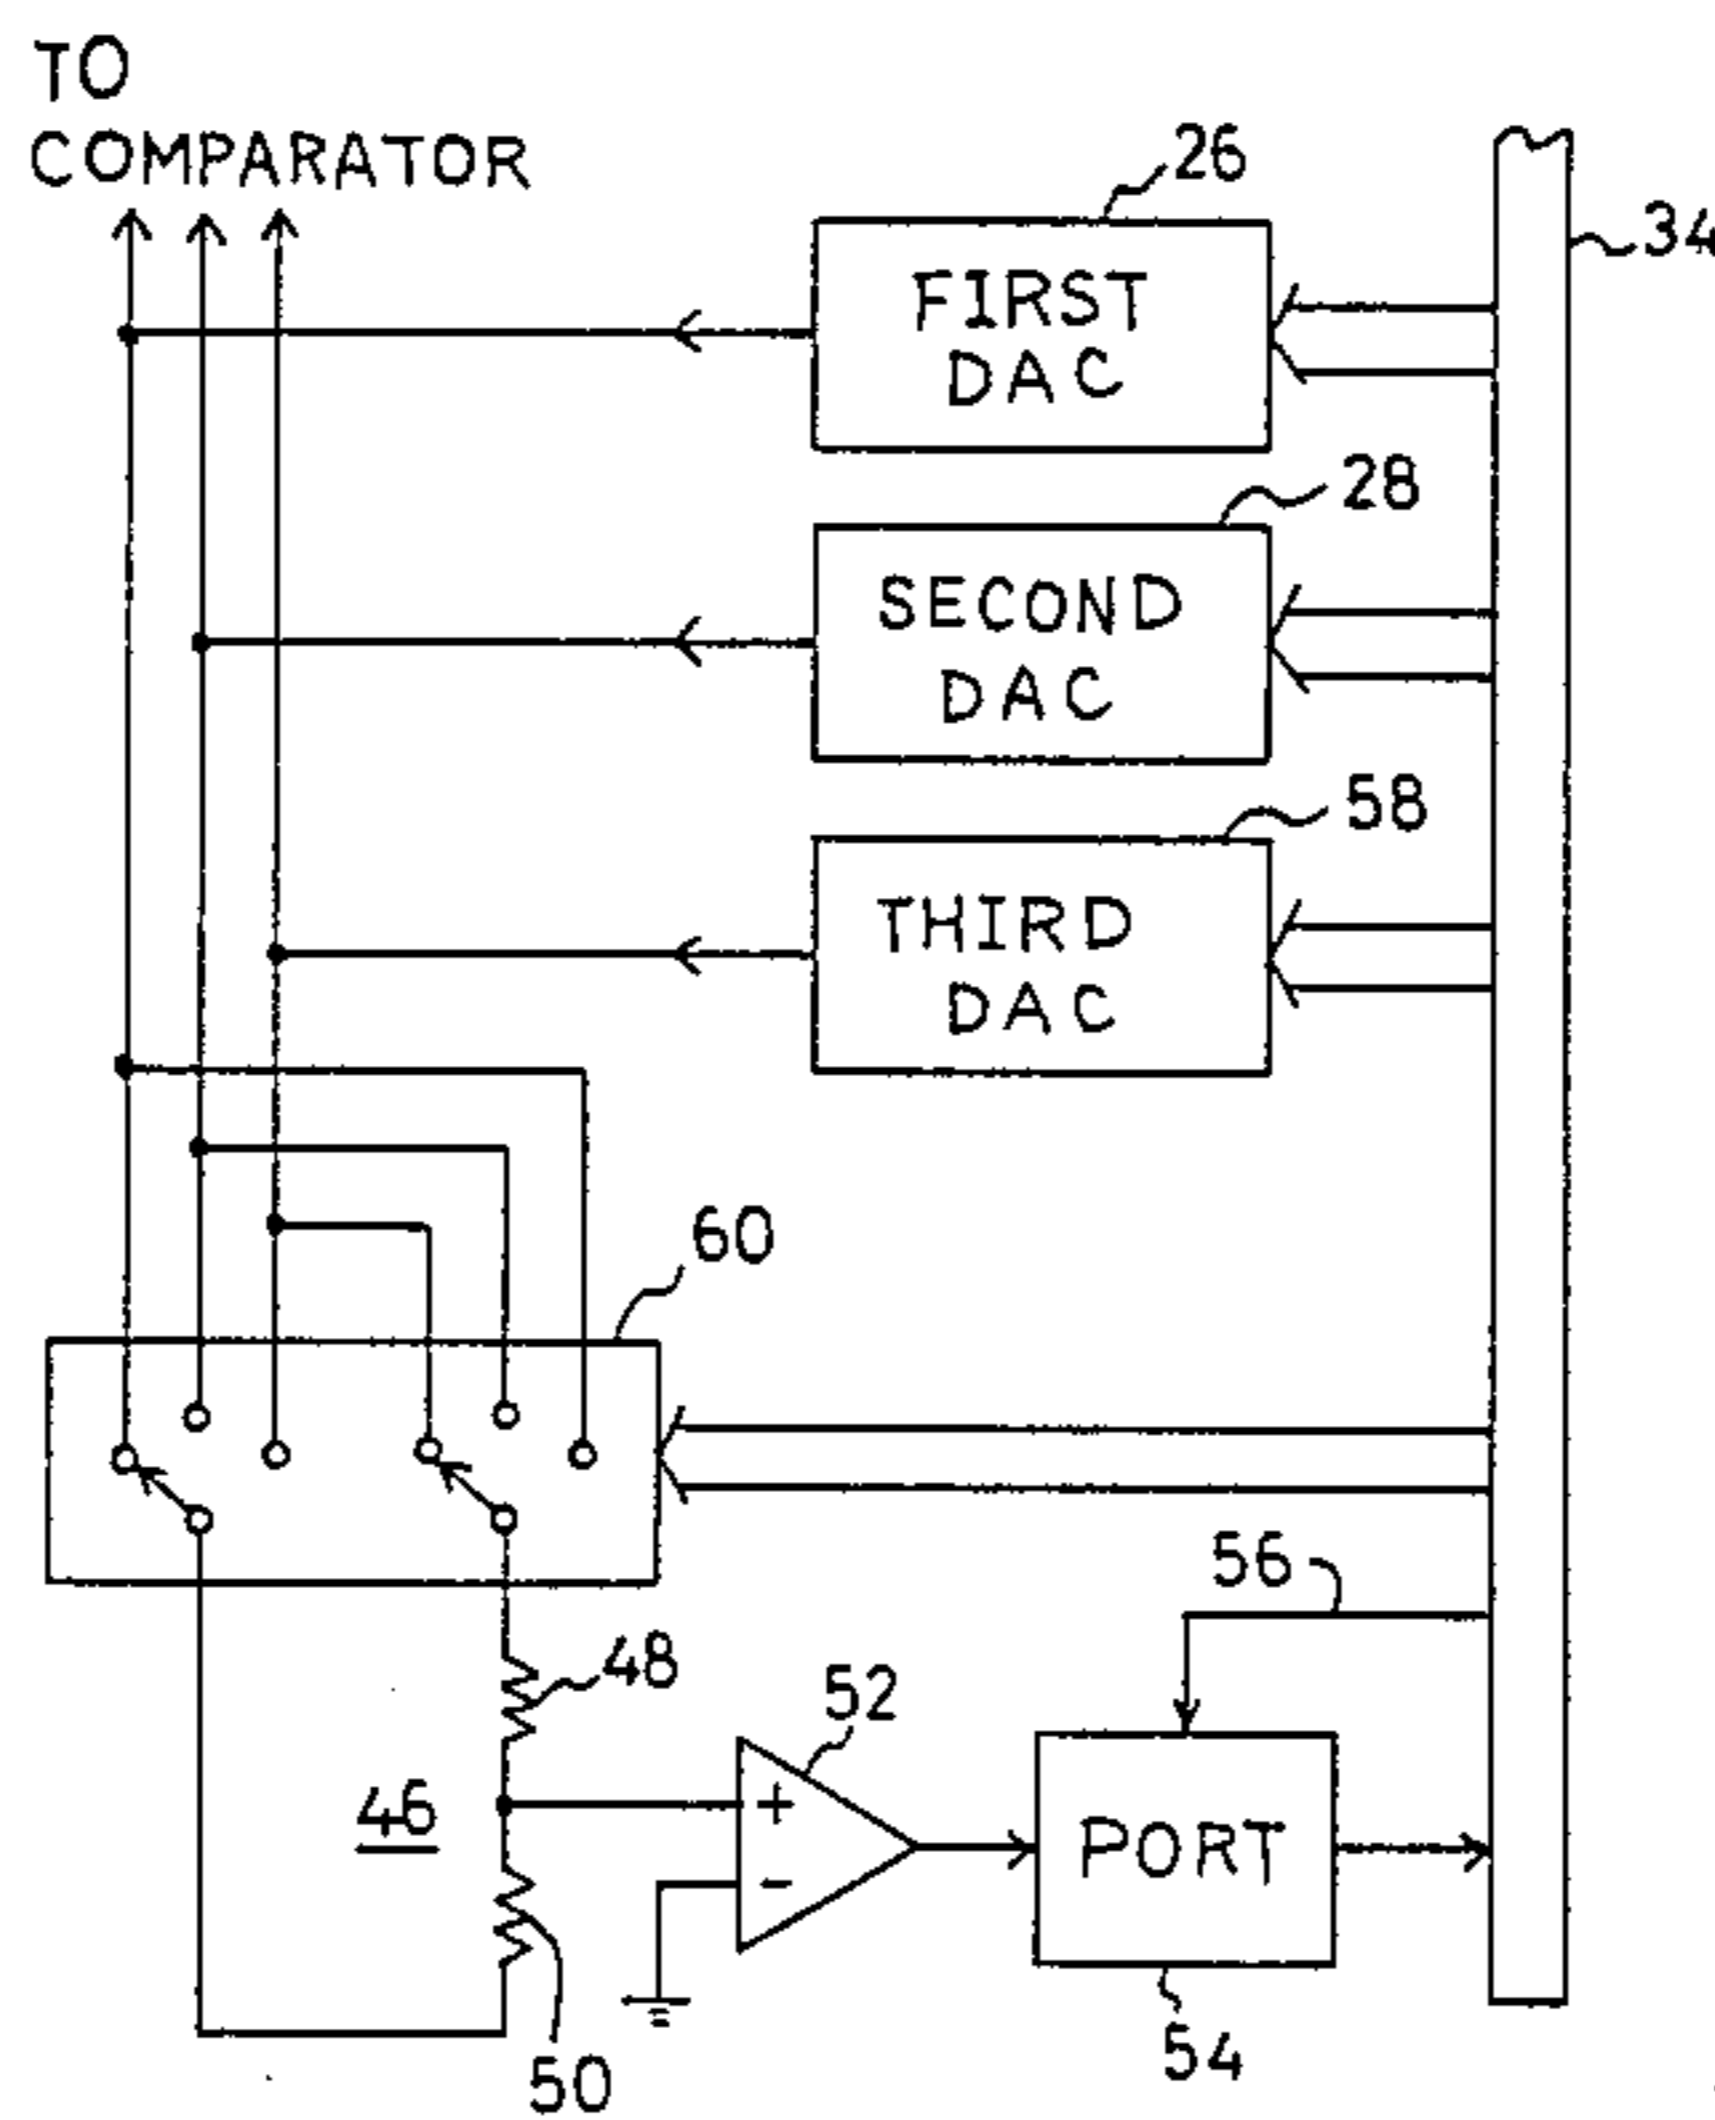 TO
COMPARATOR
26
34
FIRST
DAC
28
SECOND
DAC
58
THIRD
DAC
60
56
48
52
46
+
-
PORT
54
50